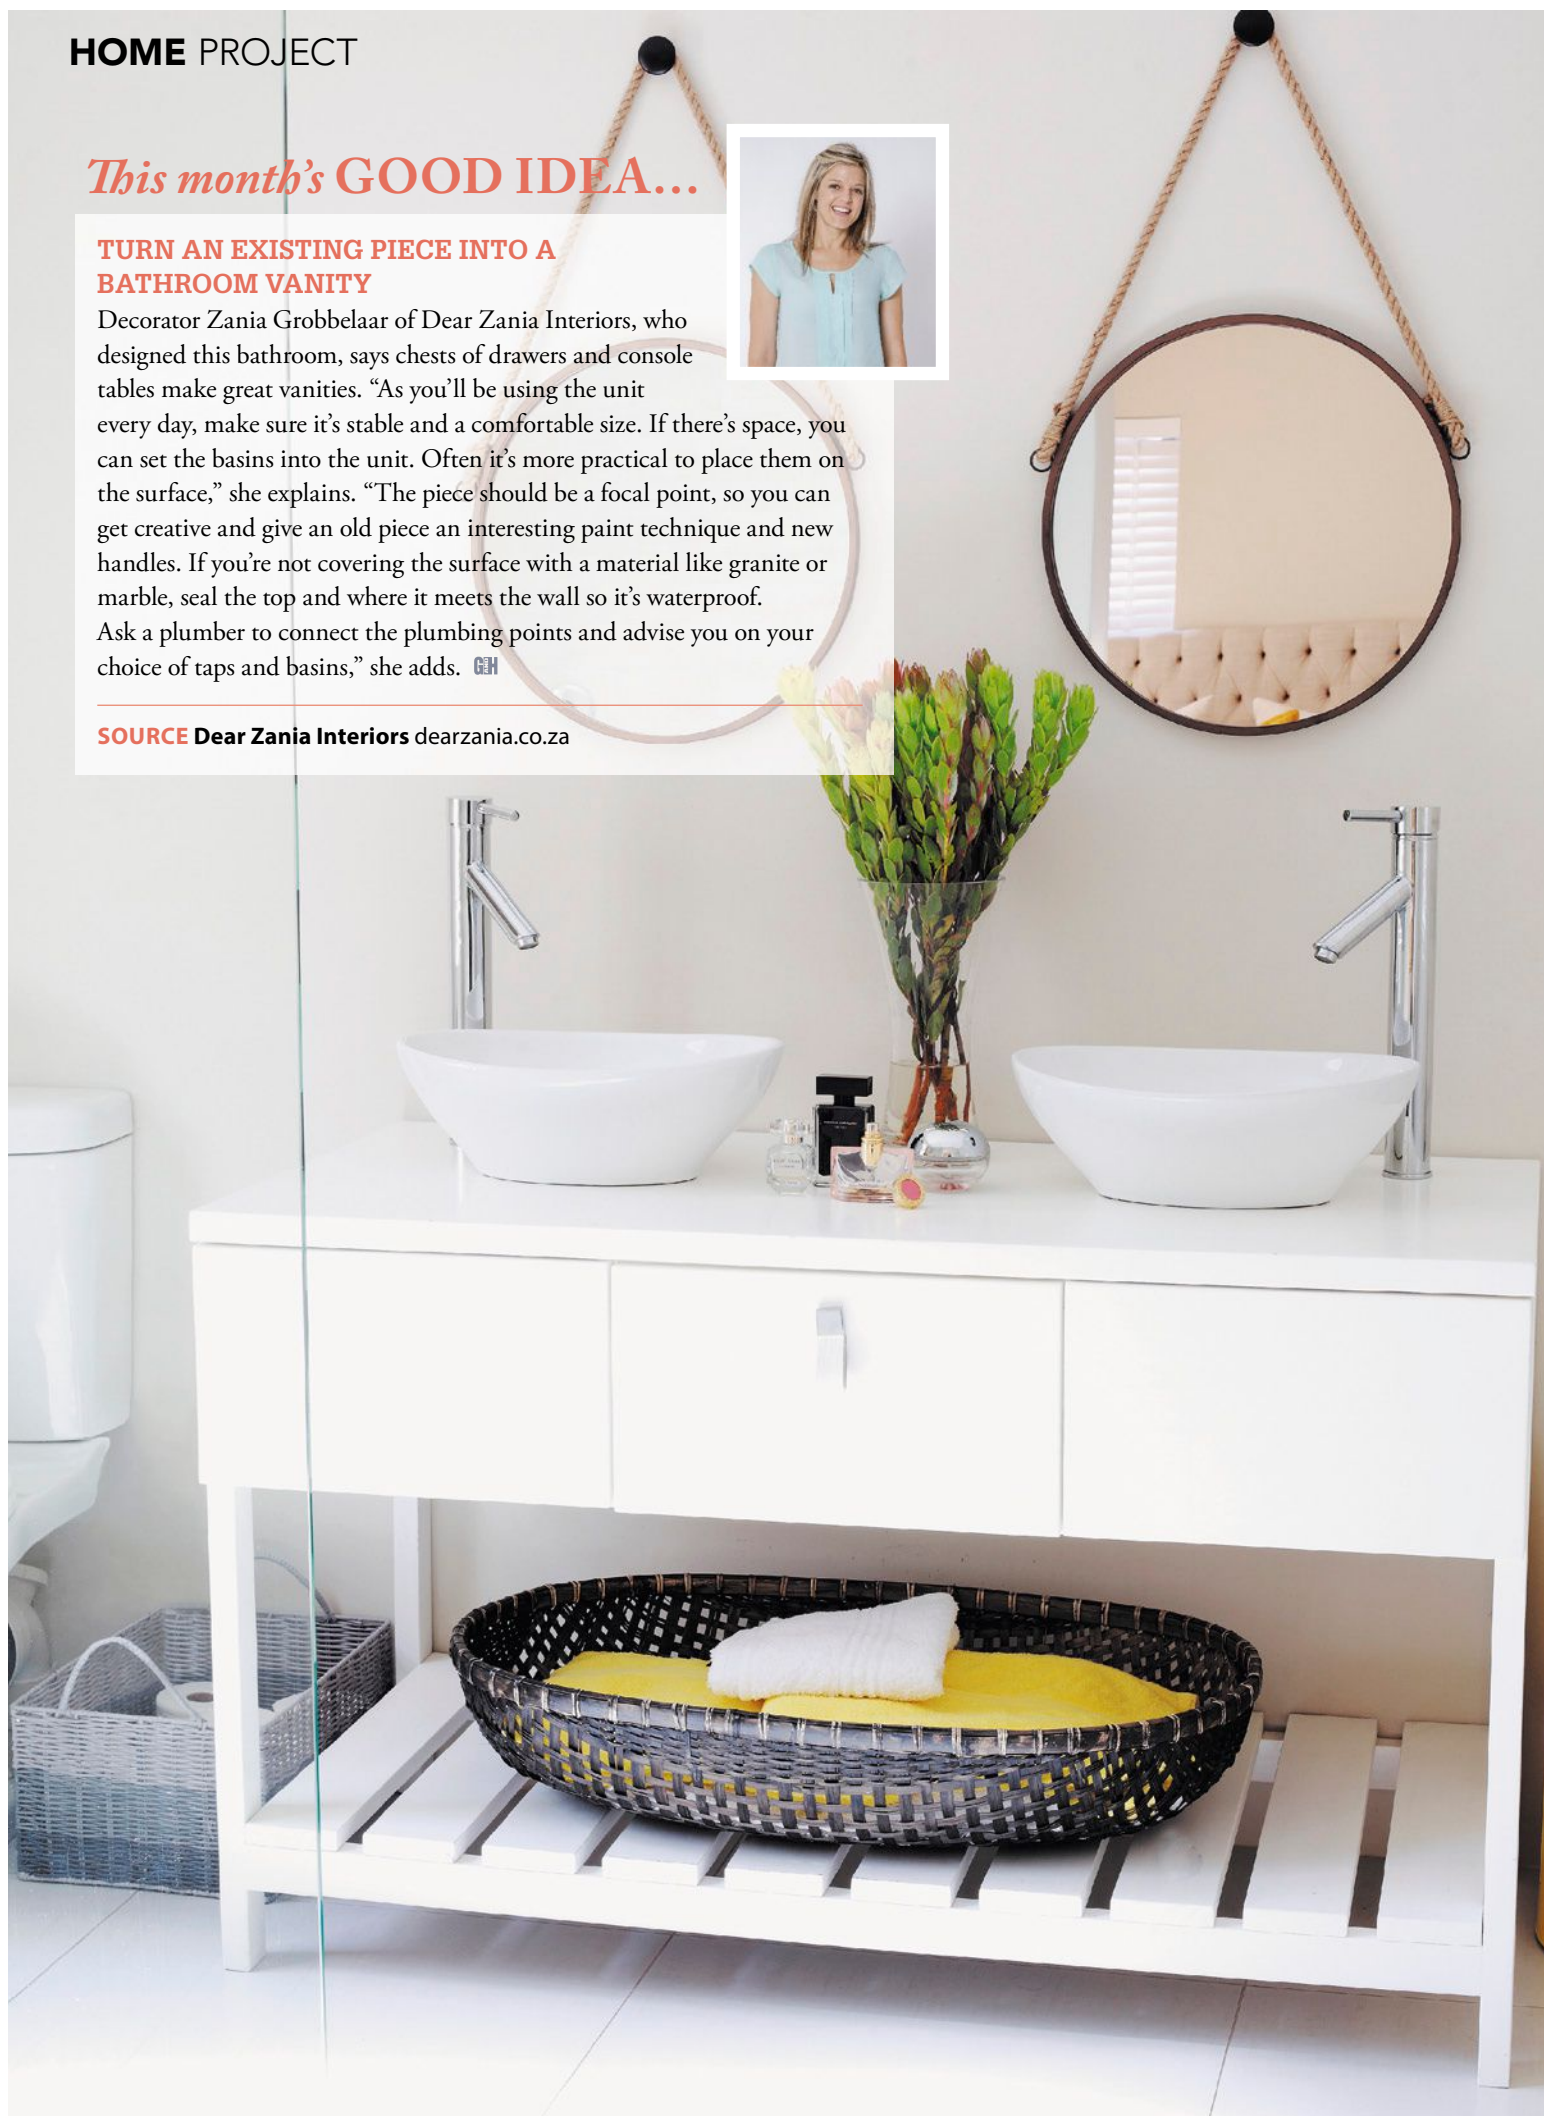 HOME PROJECT
This month's GOOD IDEA...
TURN AN EXISTING PIECE INTO A
BATHROOM VANITY
Decorator Zania Grobbelaar of Dear Zania Interiors, who
designed this bathroom, says chests of drawers and console
tables make great vanities. “As you’ll be using the unit
every day, make sure it’s stable and a comfortable size. If there’s space, you
can set the basins into the unit. Often it’s more practical to place them on
the surface,” she explains. “The piece should be a focal point, so you can
get creative and give an old piece an interesting paint technique and new
handles. If you’re not covering the surface with a material like granite or
marble, seal the top and where it meets the wall so it’s waterproof.
Ask a plumber to connect the plumbing points and advise you on your
choice of taps and basins,” she adds.
SOURCE Dear Zania Interiors dearzania.co.za